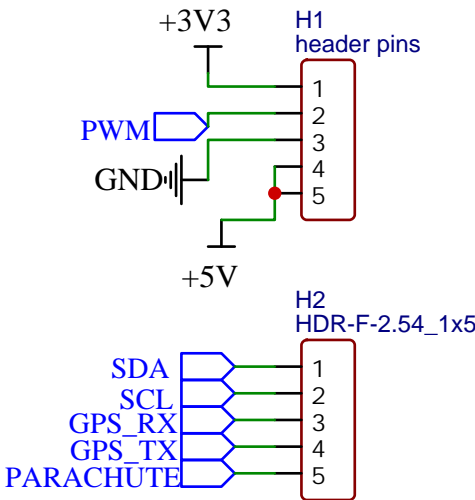 +3V3
H1
header pins
1
PWM
2
3
GND
4
5
+5V
H2
HDR-F-2.54_1x5
SDA
1
SCL
2
GPS_RX
3
GPS_TX
4
PARACHUTE
5